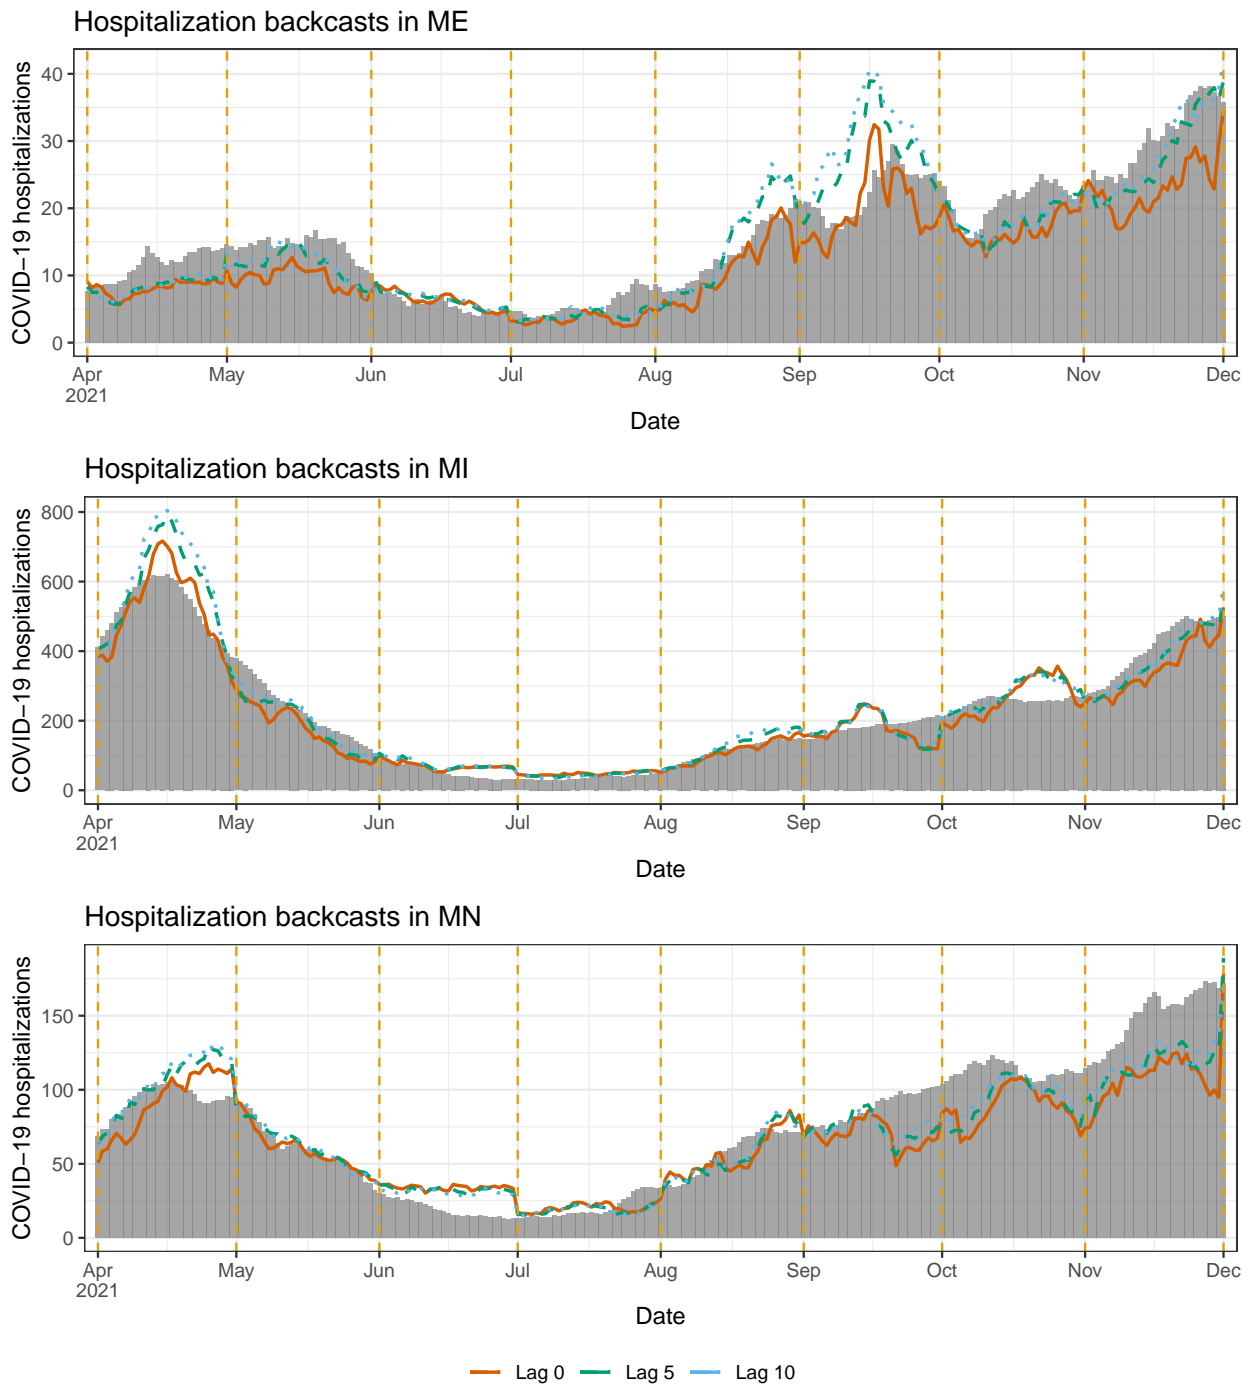 Hospitalization backcasts in ME
COVID−19 hospitalizations
40
30
20
10
0
Apr May Jun Jul Aug Sep Oct Nov Dec
2021
Date
Hospitalization backcasts in MI
COVID−19 hospitalizations
800
600
400
200
0
Apr May Jun Jul Aug Sep Oct Nov Dec
2021
Date
Hospitalization backcasts in MN
COVID−19 hospitalizations
150
100
50
0
Apr May Jun Jul Aug Sep Oct Nov Dec
2021
Date
Lag 0 Lag 5 Lag 10